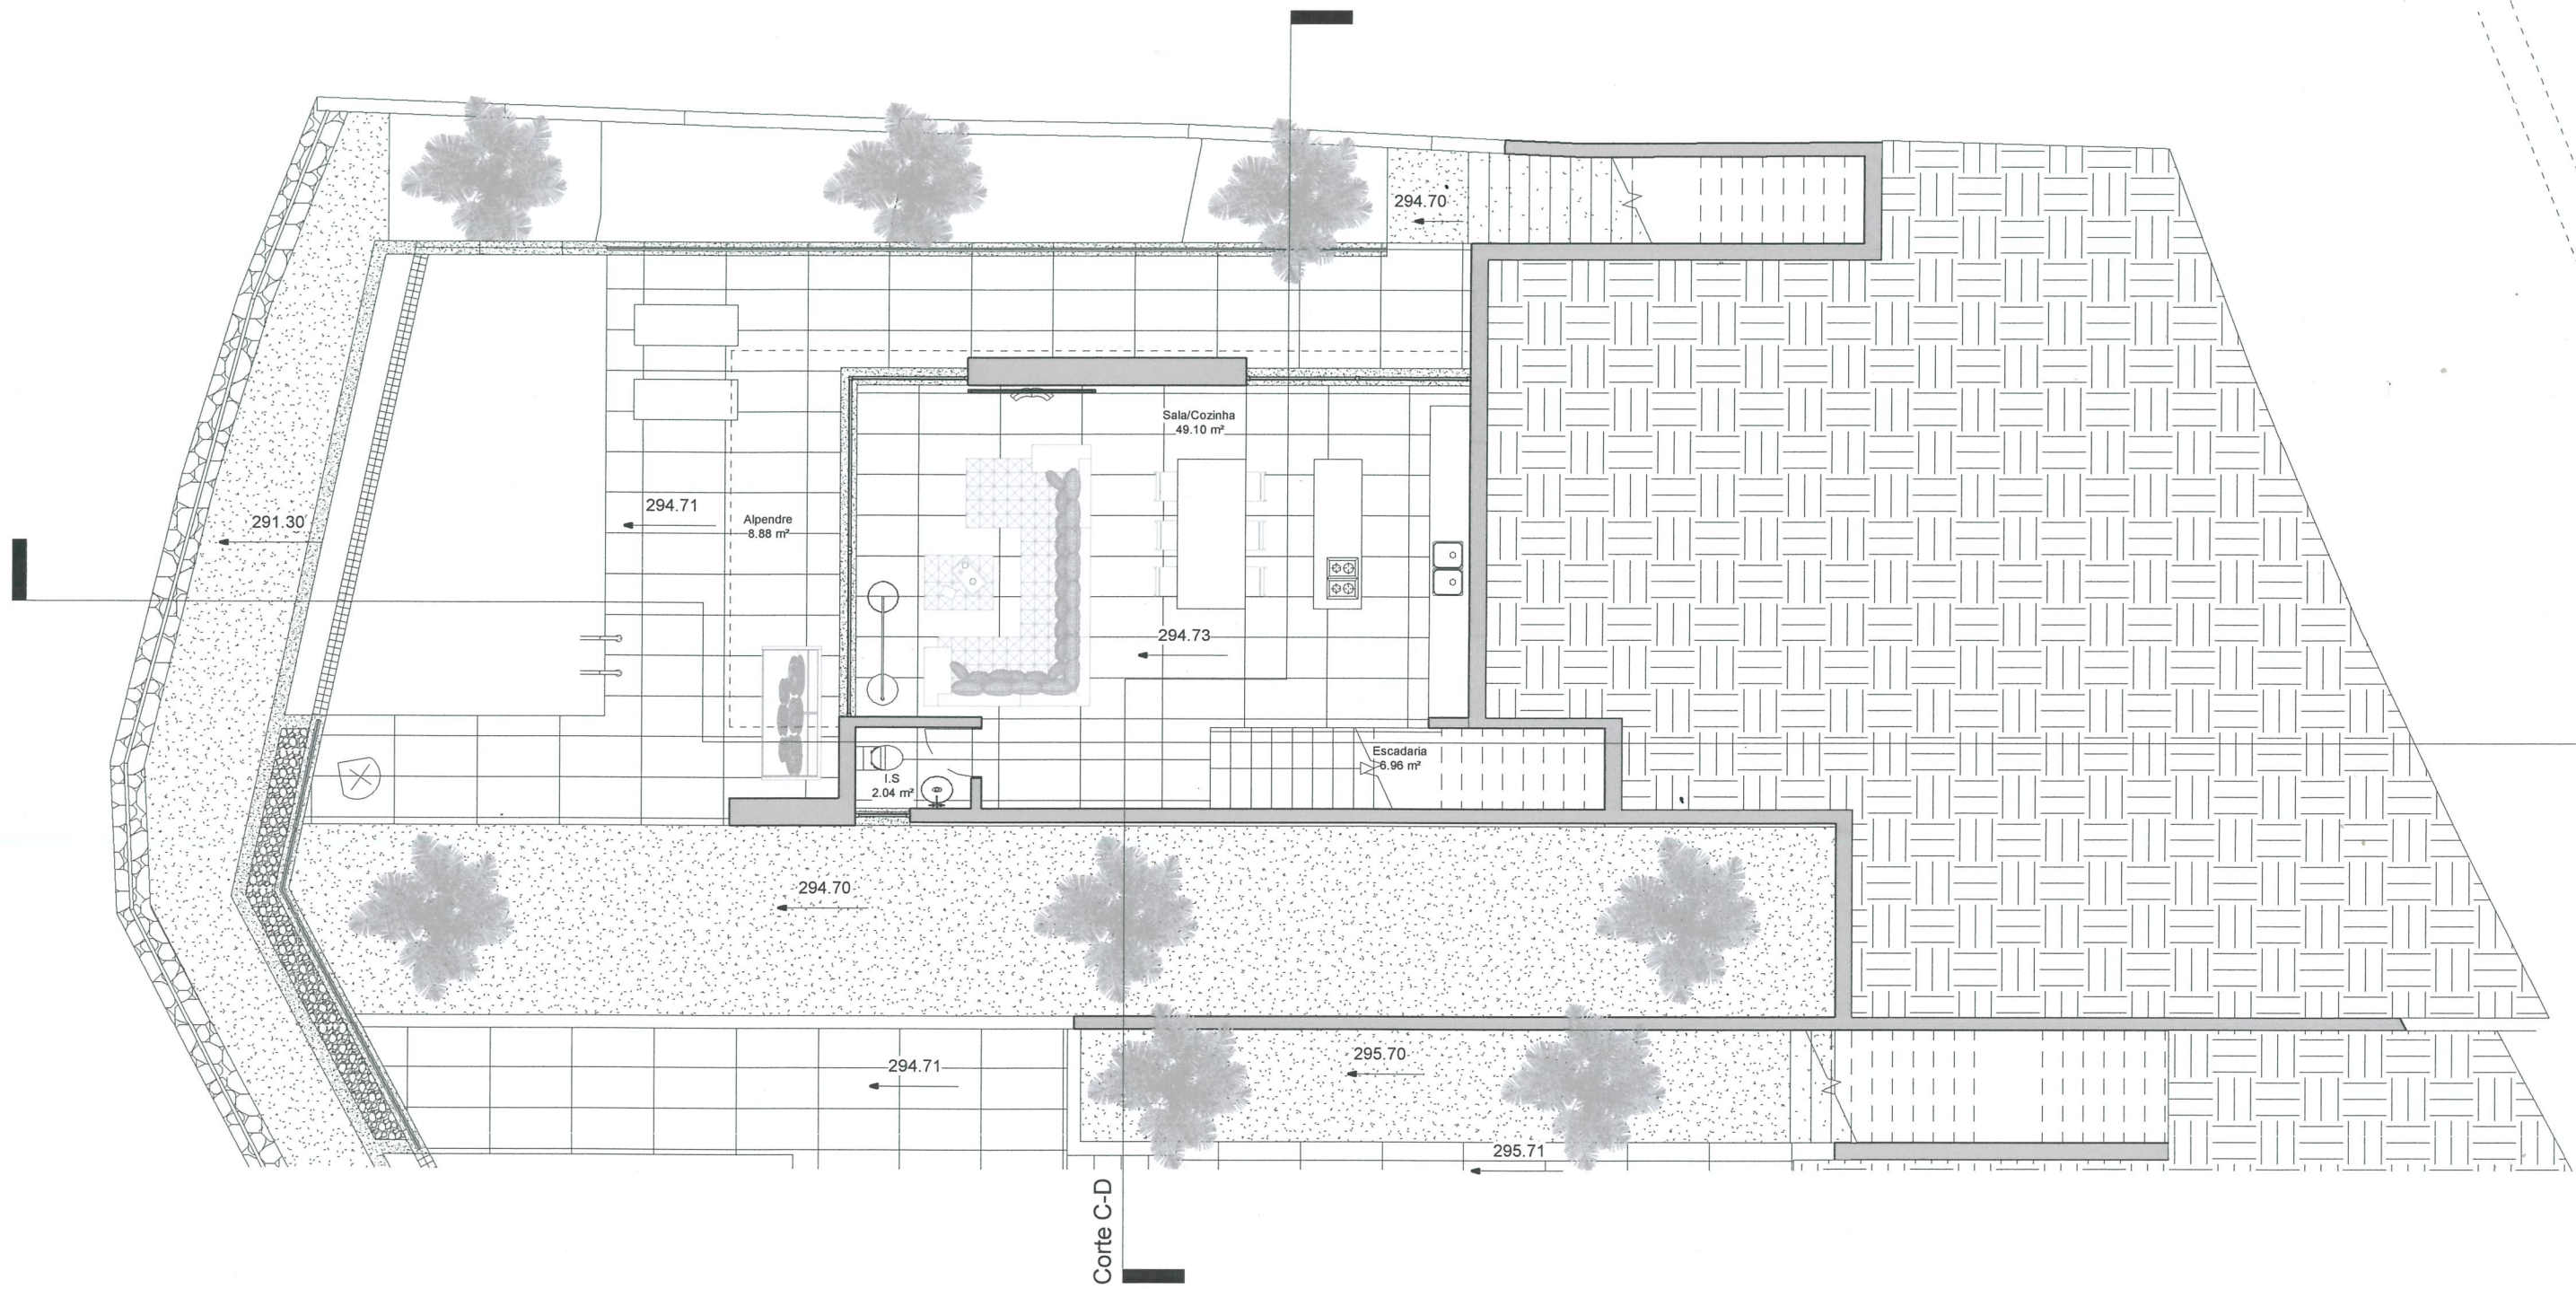 294.70
Sala/Cozinha
49.10 m²
294.71
Alpendre
8.88 m²
291.30
294.73
Escadaria
6.96 m²
I.S
2.04 m²
294.70
294.71
295.70
295.71
Corte C-D